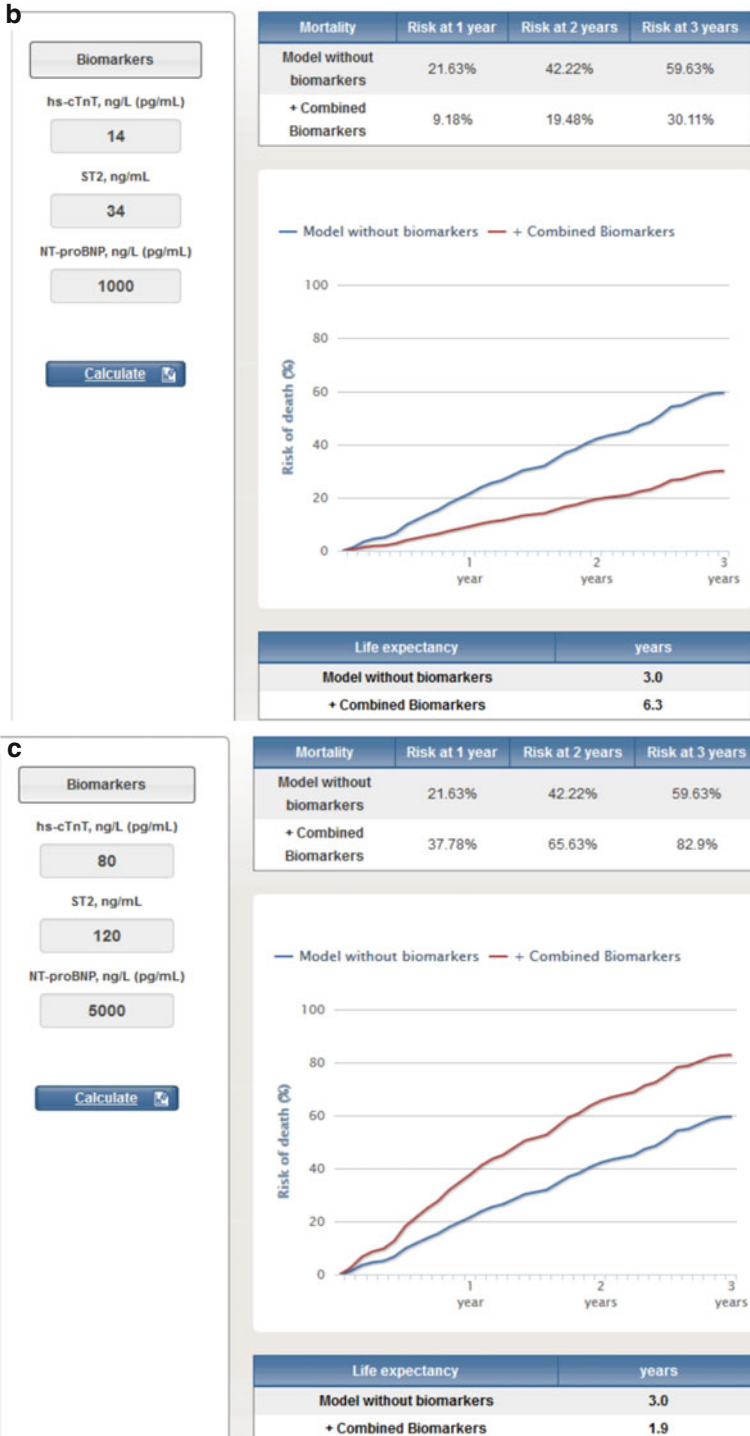 b
Biomarkers
hs-cTnT, ng/L (pg/mL)
14
ST2, ng/mL
34
NT-proBNP, ng/L (pg/mL)
1000
Calculate
Mortality Risk at 1 year Risk at 2 years Risk at 3 years
Model without biomarkers 21.63% 42.22% 59.63%
+ Combined Biomarkers 9.18% 19.48% 30.11%
Model without biomarkers + Combined Biomarkers
Risk of death (%)
100
80
60
40
20
0
1 year 2 years 3 years
Life expectancy years
Model without biomarkers 3.0
+ Combined Biomarkers 6.3
c
Biomarkers
hs-cTnT, ng/L (pg/mL)
80
ST2, ng/mL
120
NT-proBNP, ng/L (pg/mL)
5000
Calculate
Mortality Risk at 1 year Risk at 2 years Risk at 3 years
Model without biomarkers 21.63% 42.22% 59.63%
+ Combined Biomarkers 37.78% 65.63% 82.9%
Model without biomarkers + Combined Biomarkers
Risk of death (%)
100
80
60
40
20
0
1 year 2 years 3 years
Life expectancy years
Model without biomarkers 3.0
+ Combined Biomarkers 1.9